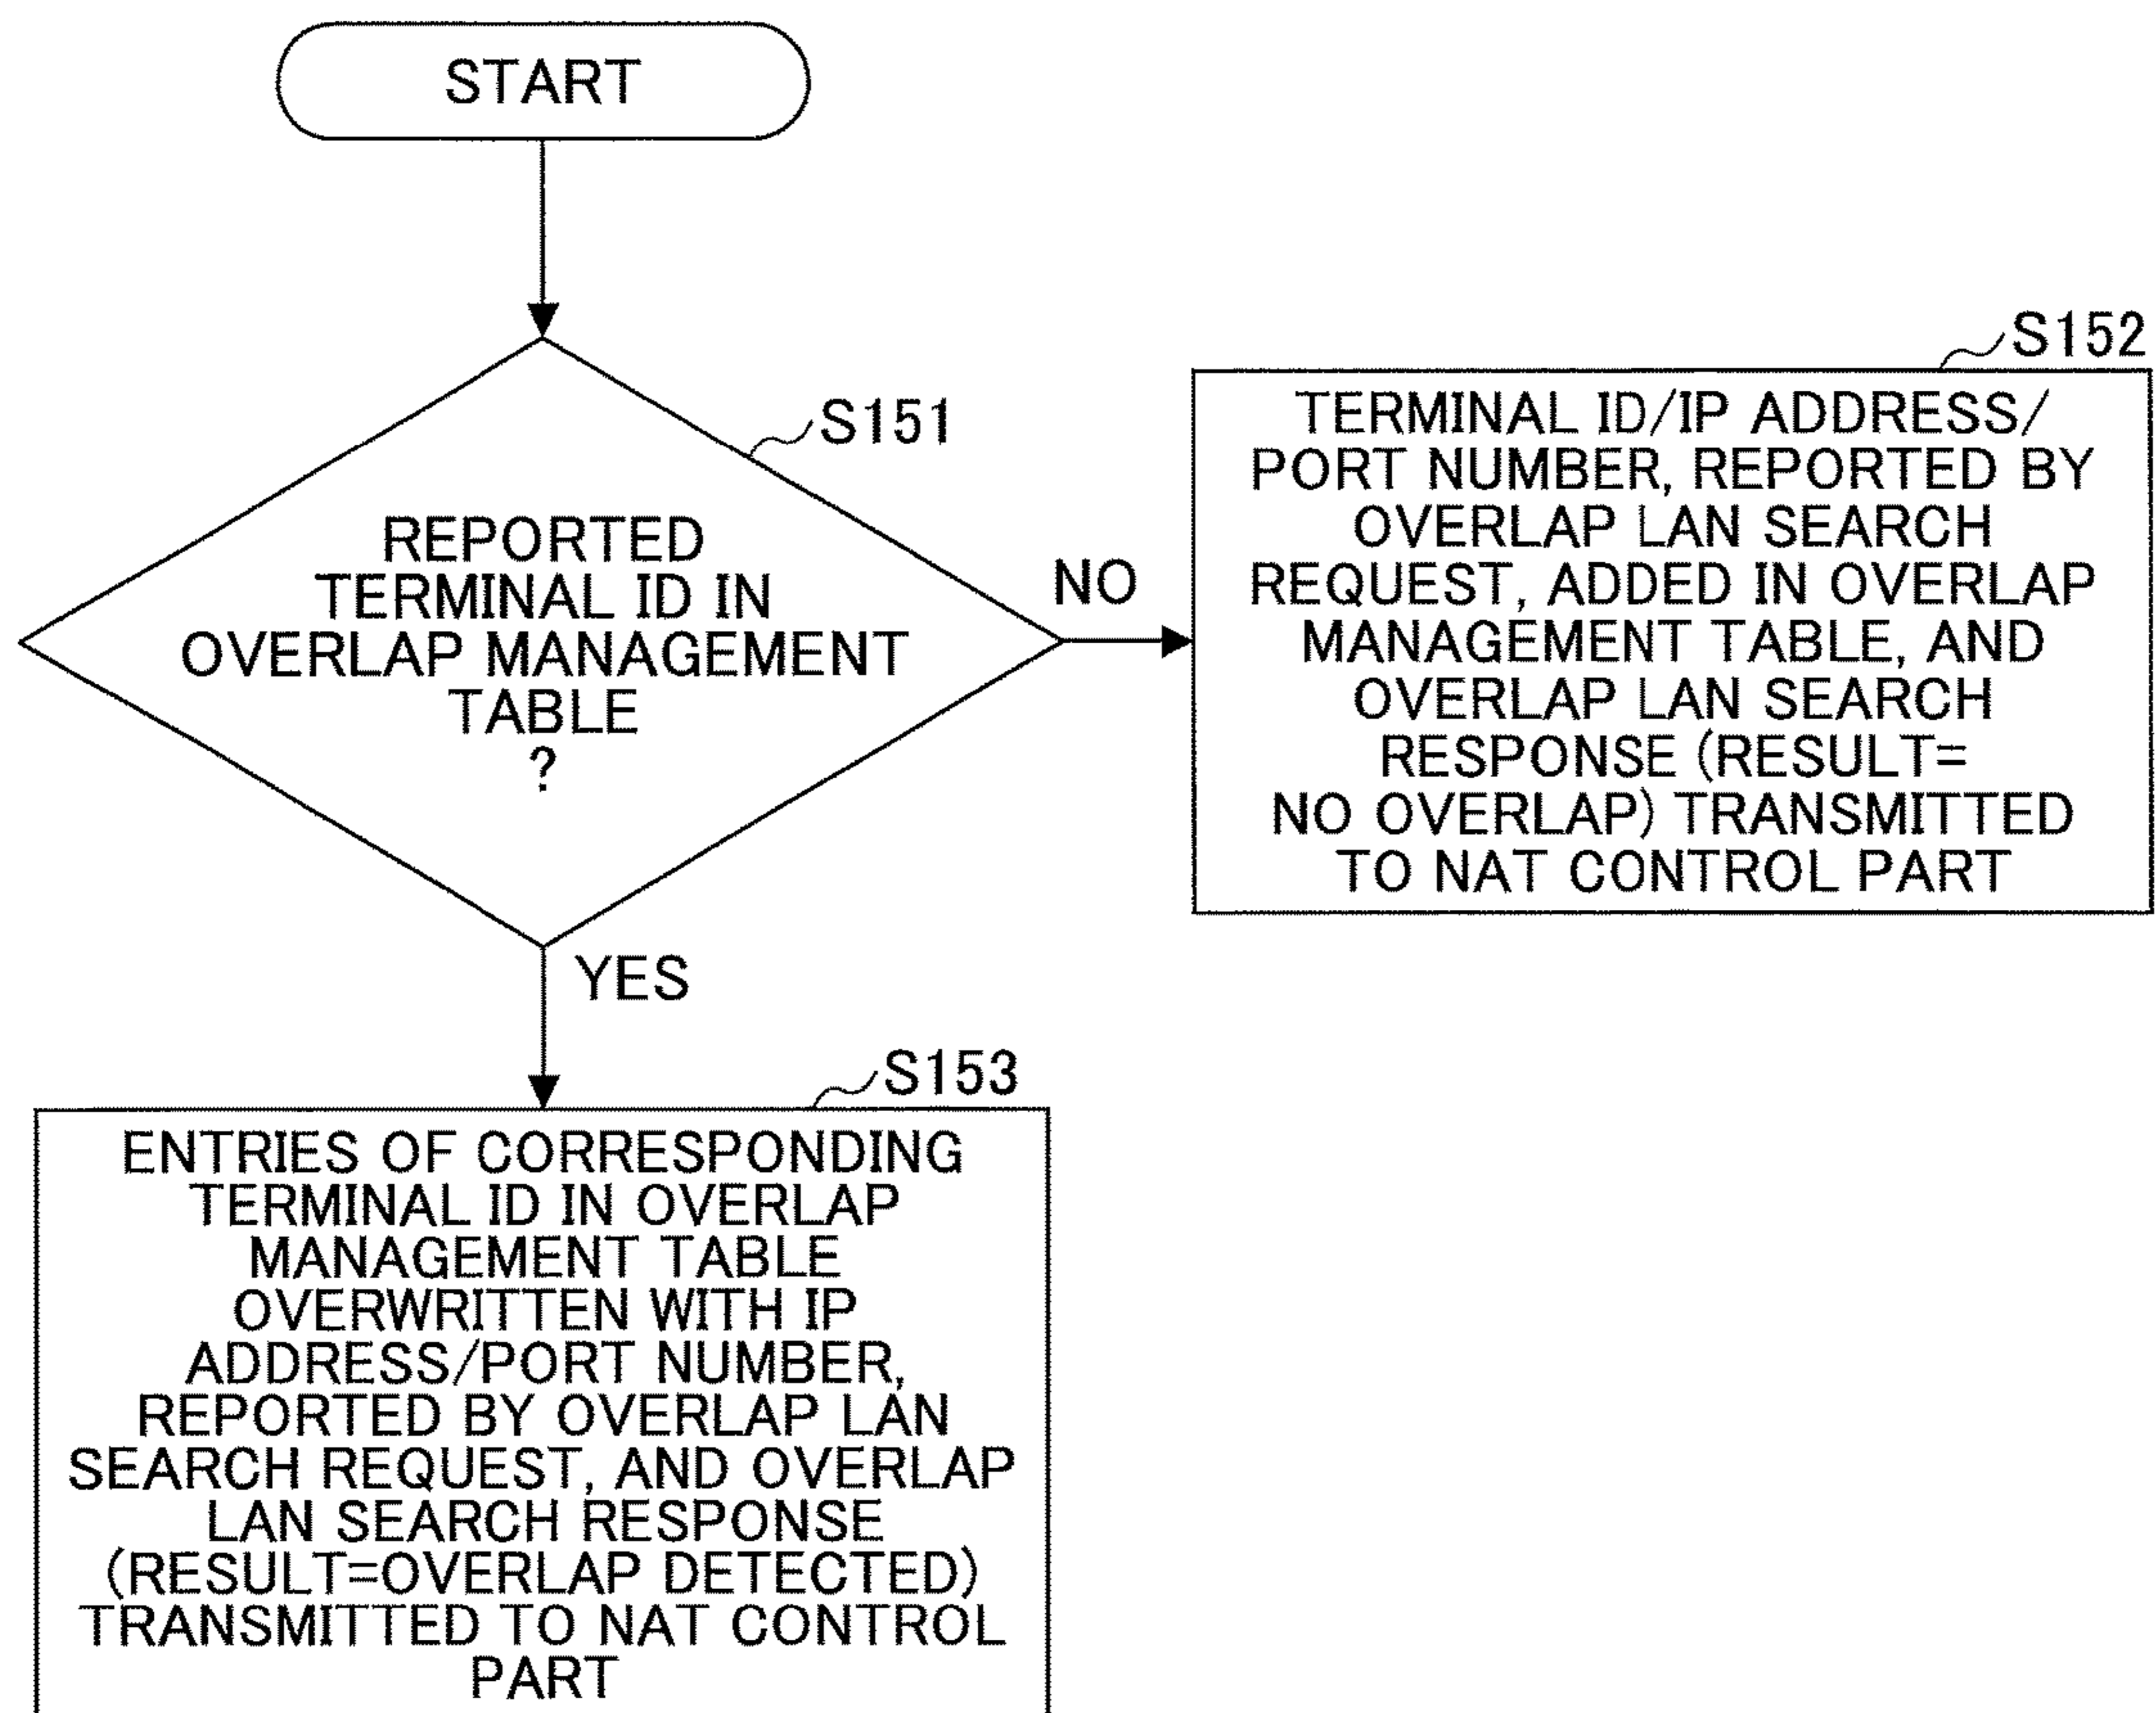 START
S151
REPORTED
TERMINAL ID IN
OVERLAP MANAGEMENT
TABLE
?
NO
S152
TERMINAL ID/IP ADDRESS/
PORT NUMBER, REPORTED BY
OVERLAP LAN SEARCH
REQUEST, ADDED IN OVERLAP
MANAGEMENT TABLE, AND
OVERLAP LAN SEARCH
RESPONSE (RESULT=
NO OVERLAP) TRANSMITTED
TO NAT CONTROL PART
YES
S153
ENTRIES OF CORRESPONDING
TERMINAL ID IN OVERLAP
MANAGEMENT TABLE
OVERWRITTEN WITH IP
ADDRESS/PORT NUMBER,
REPORTED BY OVERLAP LAN
SEARCH REQUEST, AND OVERLAP
LAN SEARCH RESPONSE
(RESULT=OVERLAP DETECTED)
TRANSMITTED TO NAT CONTROL
PART